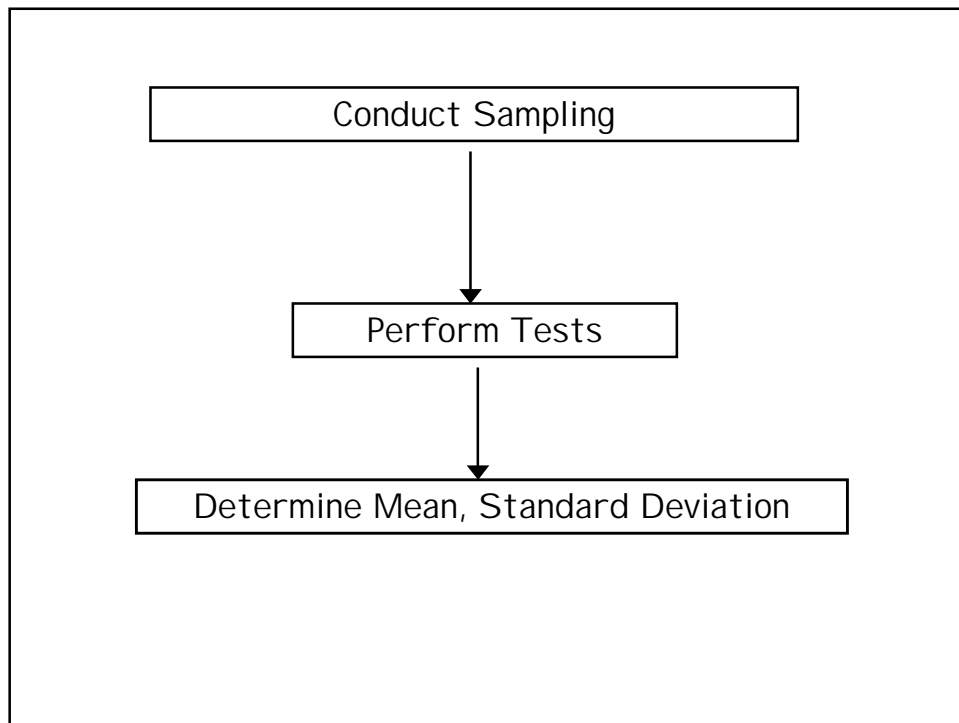 Conduct Sampling
Perform Tests
Determine Mean, Standard Deviation